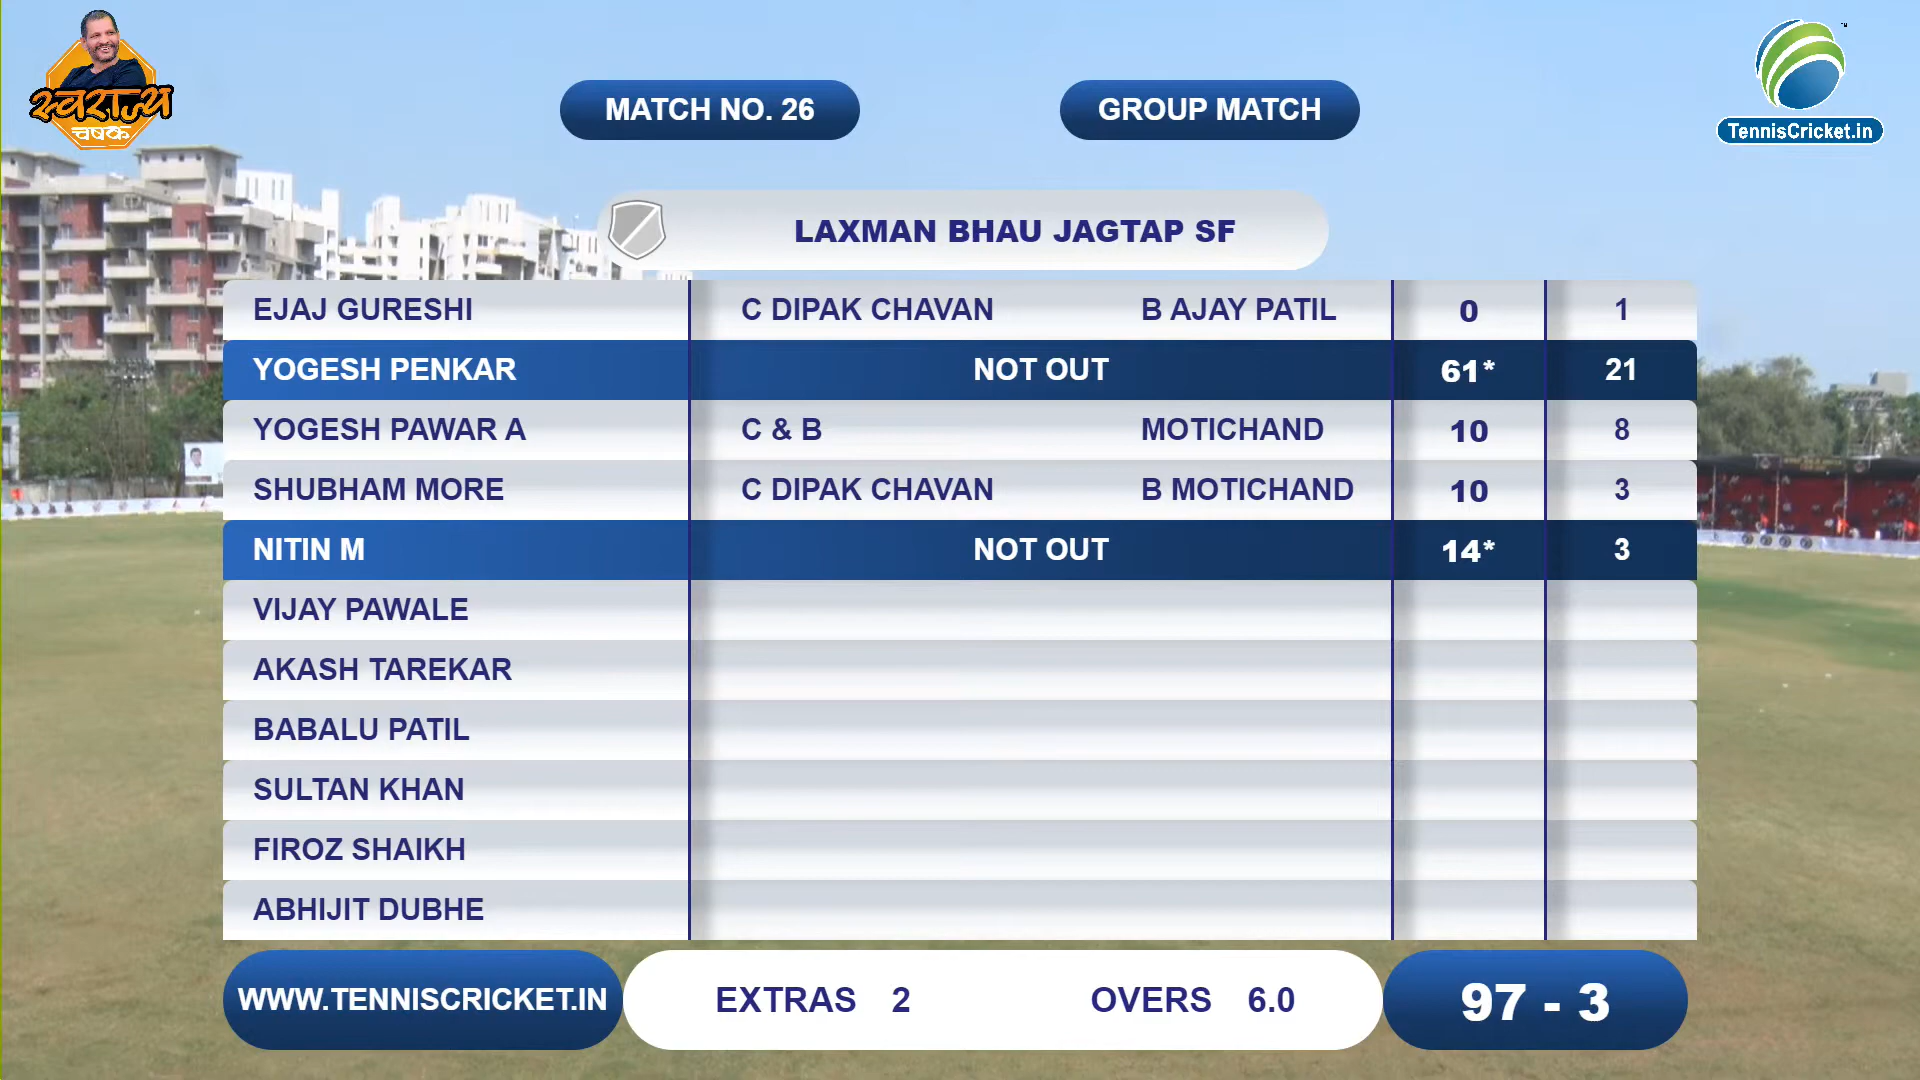 स्वराज्य
चषक
MATCH NO. 26
GROUP MATCH
TennisCricket.in
™
LAXMAN BHAU JAGTAP SF
EJAJ GURESHI C DIPAK CHAVAN B AJAY PATIL 0 1
YOGESH PENKAR NOT OUT 61* 21
YOGESH PAWAR A C & B MOTICHAND 10 8
SHUBHAM MORE C DIPAK CHAVAN B MOTICHAND 10 3
NITIN M NOT OUT 14* 3
VIJAY PAWALE
AKASH TAREKAR
BABALU PATIL
SULTAN KHAN
FIROZ SHAIKH
ABHIJIT DUBHE
WWW.TENNISCRICKET.IN EXTRAS 2 OVERS 6.0 97 - 3